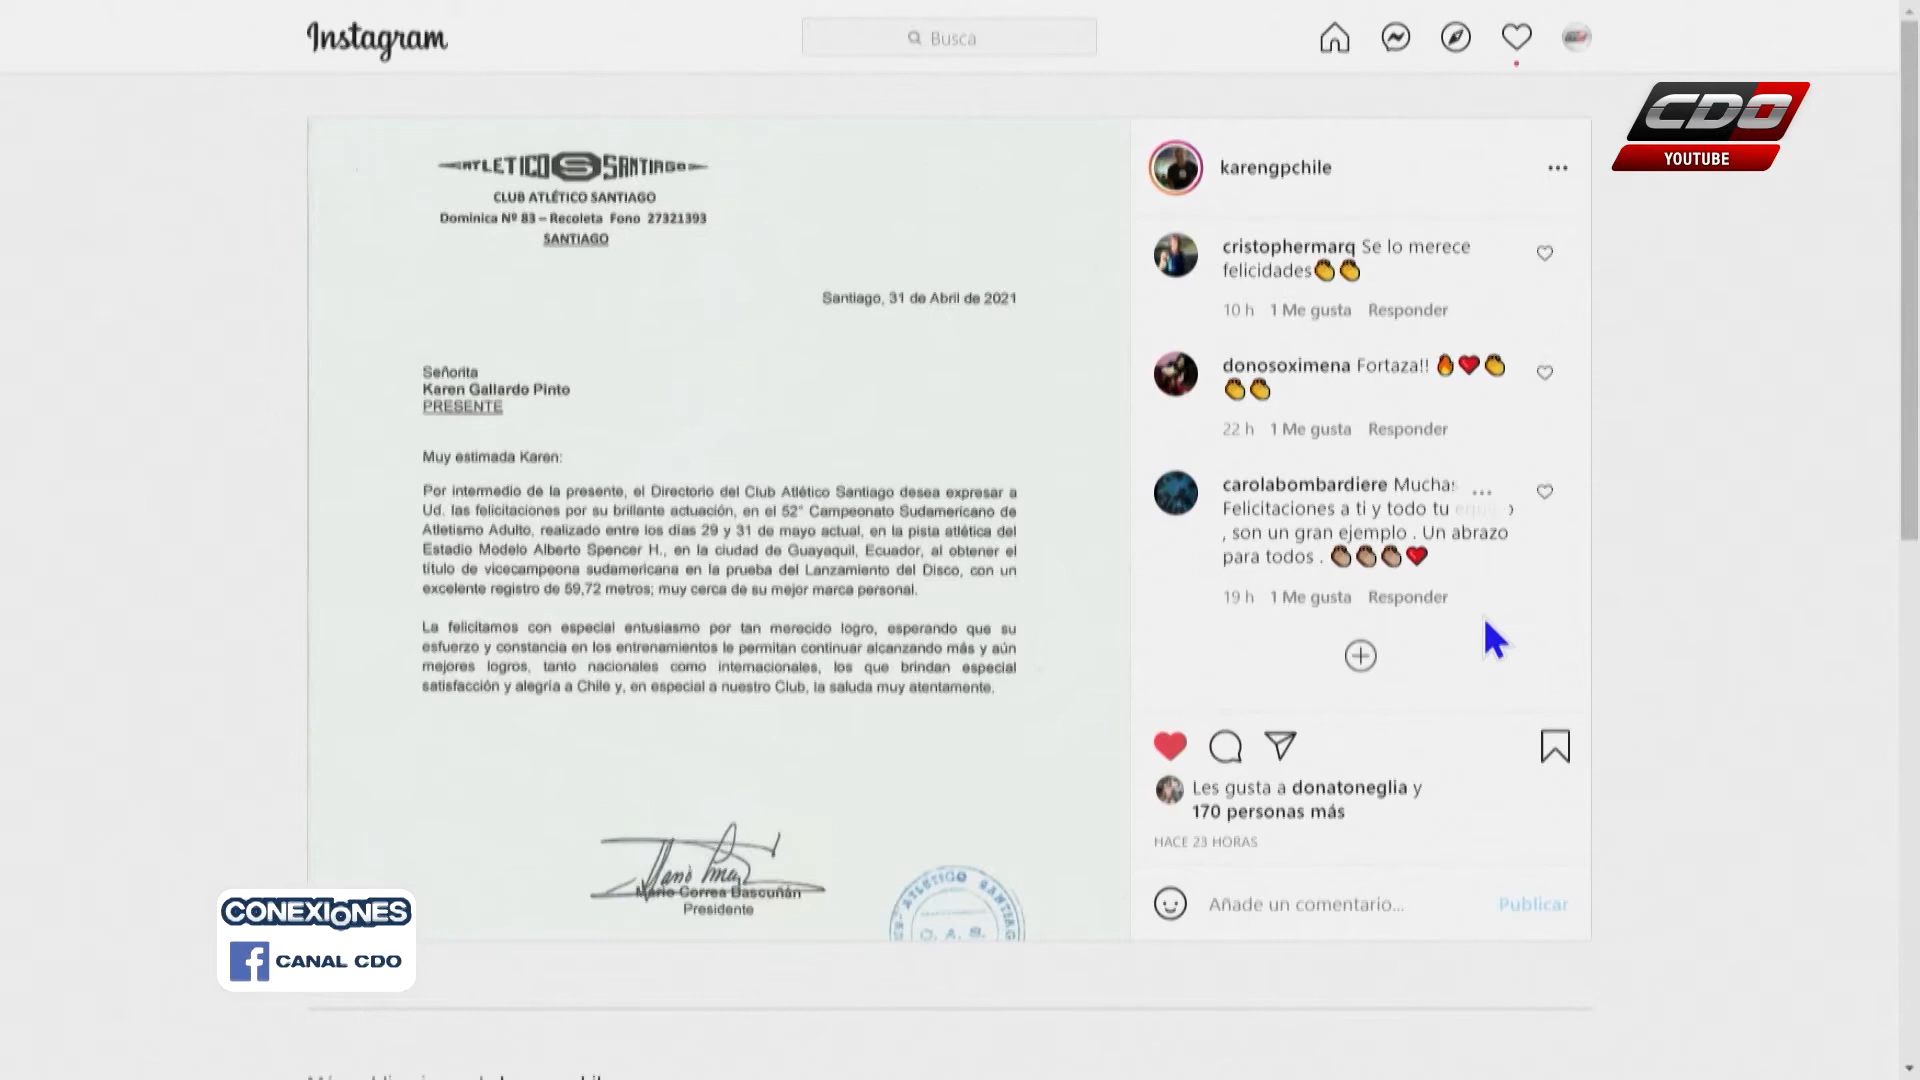 Instagram
Busca
CDO
YOUTUBE
ATLETICO S SANTIAGO
CLUB ATLÉTICO SANTIAGO
Dominica Nº 83 – Recoleta Fono 27321393
SANTIAGO
Santiago, 31 de Abril de 2021
Señorita
Karen Gallardo Pinto
PRESENTE
Muy estimada Karen:
Por intermedio de la presente, el Directorio del Club Atlético Santiago desea expresar a
Ud. las felicitaciones por su brillante actuación, en el 52° Campeonato Sudamericano de
Atletismo Adulto, realizado entre los días 29 y 31 de mayo actual, en la pista atlética del
Estadio Modelo Alberto Spencer H., en la ciudad de Guayaquil, Ecuador, al obtener el
título de vicecampeona sudamericana en la prueba del Lanzamiento del Disco, con un
excelente registro de 59,72 metros; muy cerca de su mejor marca personal.
La felicitamos con especial entusiasmo por tan merecido logro, esperando que su
esfuerzo y constancia en los entrenamientos le permitan continuar alcanzando más y aún
mejores logros, tanto nacionales como internacionales, los que brindan especial
satisfacción y alegría a Chile y, en especial a nuestro Club, la saluda muy atentamente.
Mario Correa Bascuñán
Presidente
ATLETICO SANTIAGO
C. A. S.
karengpchile
cristophermarq Se lo merece
felicidades👏👏
10 h 1 Me gusta Responder
donosoximena Fortaza!! 🔥❤️👏
👏👏
22 h 1 Me gusta Responder
carolabombardiere Muchas
Felicitaciones a ti y todo tu equipo
, son un gran ejemplo . Un abrazo
para todos . 👏🏽👏🏽👏🏽❤️
19 h 1 Me gusta Responder
Les gusta a donatoneglia y
170 personas más
HACE 23 HORAS
Añade un comentario... Publicar
CONEXIONES
f CANAL CDO